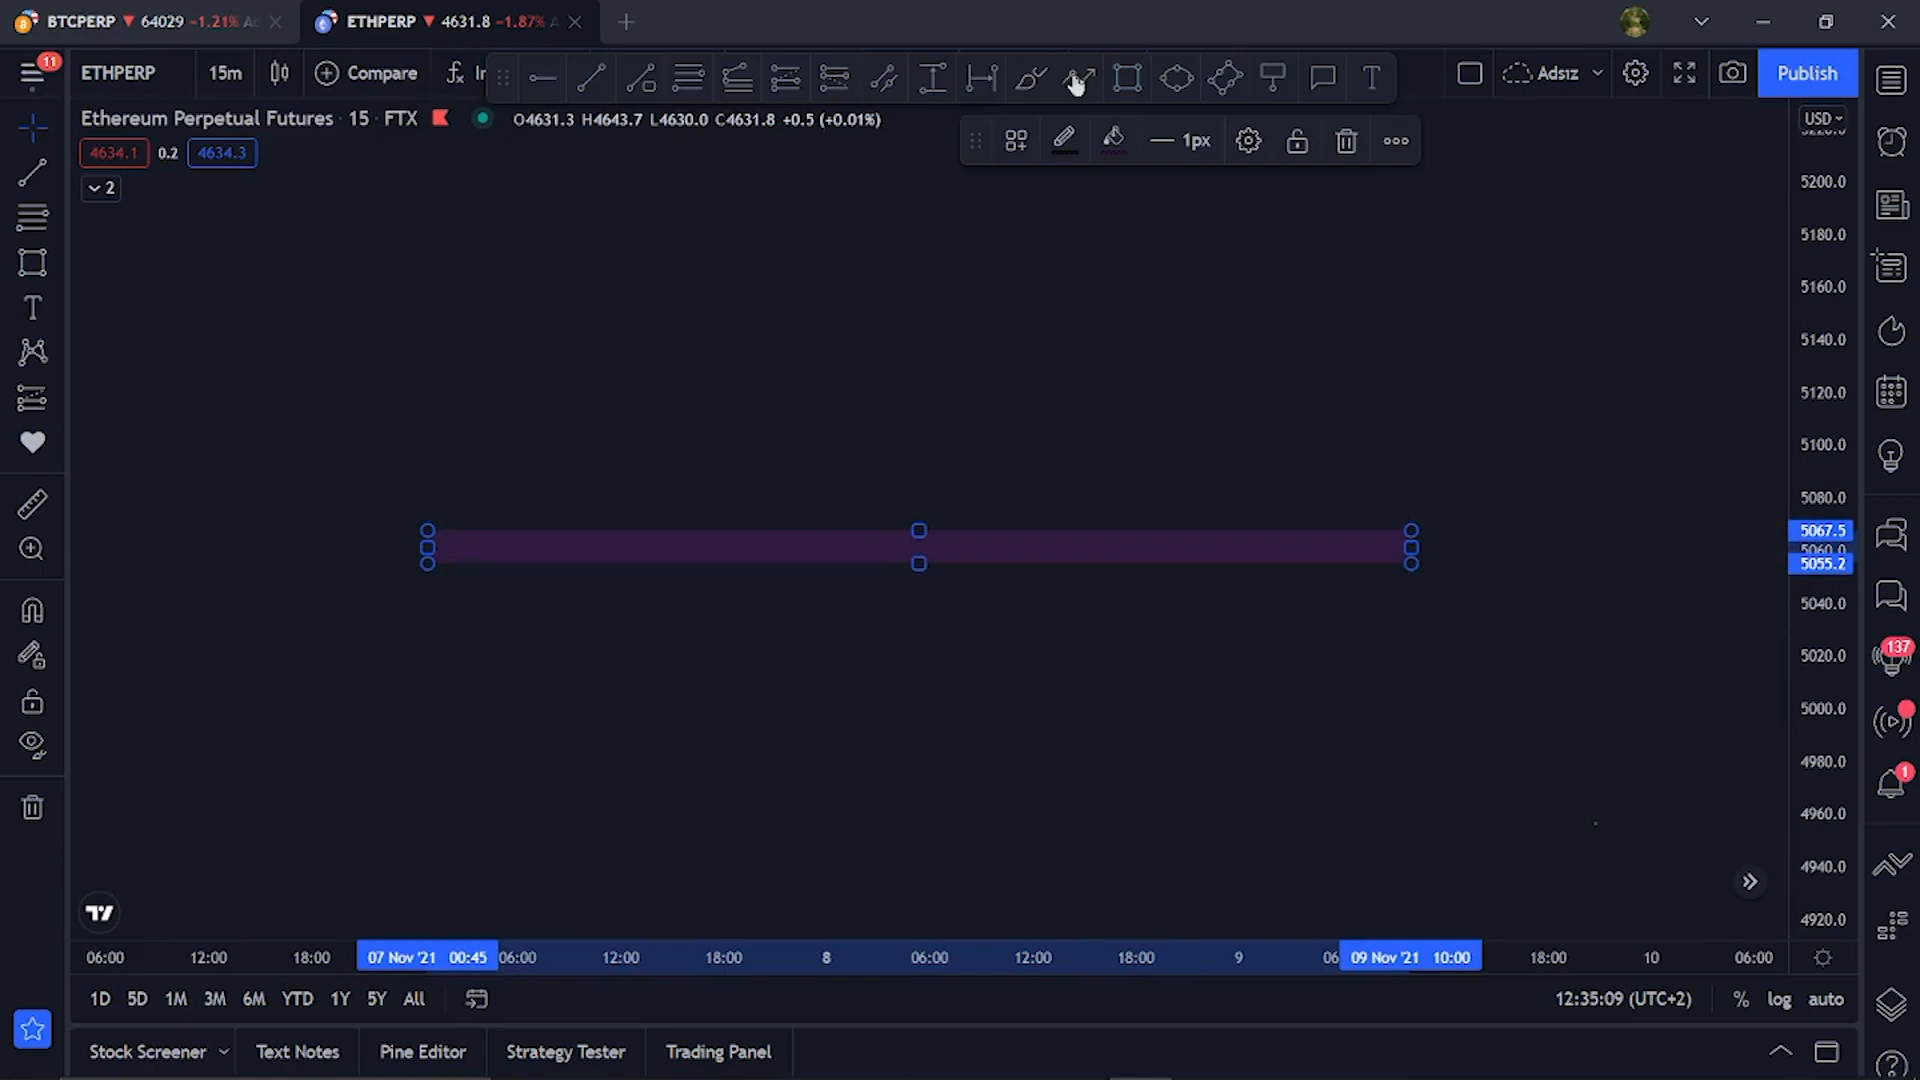 BTCPERP ▼ 64029 -1.21%
ETHPERP ▼ 4631.8 -1.87%
11
ETHPERP 15m Compare fx In
T
Adsız
Publish
Ethereum Perpetual Futures · 15 · FTX
O4631.3 H4643.7 L4630.0 C4631.8 +0.5 (+0.01%)
USD
4634.1 0.2 4634.3
1px
2
5220.0
5200.0
5180.0
5160.0
5140.0
5120.0
5100.0
5080.0
5067.5
5060.0
5055.2
5040.0
5020.0
5000.0
4980.0
4960.0
4940.0
4920.0
137
1
06:00 12:00 18:00 07 Nov '21 00:45 06:00 12:00 18:00 8 06:00 12:00 18:00 9 06 09 Nov '21 10:00 18:00 10 06:00
1D 5D 1M 3M 6M YTD 1Y 5Y All
12:35:09 (UTC+2) % log auto
Stock Screener Text Notes Pine Editor Strategy Tester Trading Panel